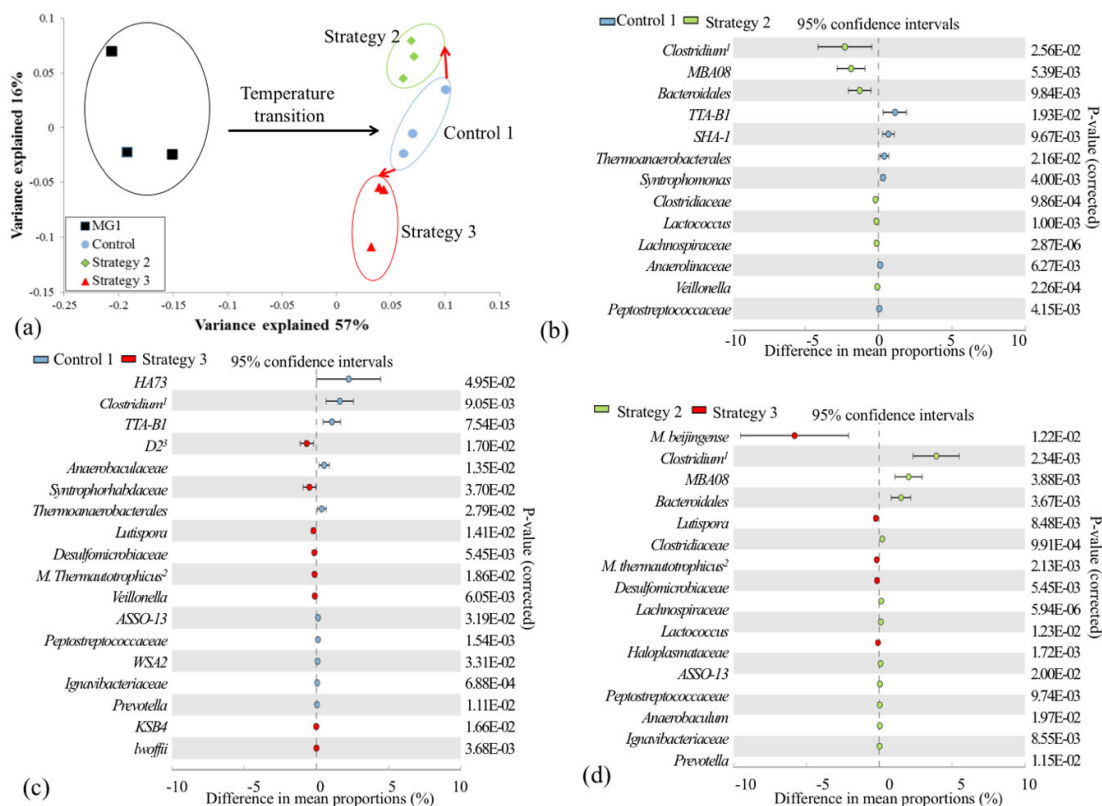 0.15
0.1
0.05
0
-0.05
-0.1
-0.15
Variance explained 16%
Strategy 2
Temperature
transition
Control 1
Strategy 3
MG1
Control
Strategy 2
Strategy 3
-0.25 -0.2 -0.15 -0.1 -0.05 0 0.05 0.1 0.15
Variance explained 57%
(a)
Control 1 Strategy 2 95% confidence intervals
Clostridium¹ 2.56E-02
MBA08 5.39E-03
Bacteroidales 9.84E-03
TTA-B1 1.93E-02
SHA-1 9.67E-03
Thermoanaerobacterales 2.16E-02
Syntrophomonas 4.00E-03
Clostridiaceae 9.86E-04
Lactococcus 1.00E-03
Lachnospiraceae 2.87E-06
Anaerolinaceae 6.27E-03
Veillonella 2.26E-04
Peptostreptococcaceae 4.15E-03
P-value (corrected)
-10 -5 0 5 10
Difference in mean proportions (%)
(b)
Control 1 Strategy 3 95% confidence intervals
HA73 4.95E-02
Clostridium¹ 9.05E-03
TTA-B1 7.54E-03
D2³ 1.70E-02
Anaerobaculaceae 1.35E-02
Syntrophorhabdaceae 3.70E-02
Thermoanaerobacterales 2.79E-02
Lutispora 1.41E-02
Desulfomicrobiaceae 5.45E-03
M. Thermautotrophicus² 1.86E-02
Veillonella 6.05E-03
ASSO-13 3.19E-02
Peptostreptococcaceae 1.54E-03
WSA2 3.31E-02
Ignavibacteriaceae 6.88E-04
Prevotella 1.11E-02
KSB4 1.66E-02
lwoffii 3.68E-03
P-value (corrected)
-10 -5 0 5 10
Difference in mean proportions (%)
(c)
Strategy 2 Strategy 3 95% confidence intervals
M. beijingense 1.22E-02
Clostridium¹ 2.34E-03
MBA08 3.88E-03
Bacteroidales 3.67E-03
Lutispora 8.48E-03
Clostridiaceae 9.91E-04
M. thermautotrophicus² 2.13E-03
Desulfomicrobiaceae 5.45E-03
Lachnospiraceae 5.94E-06
Lactococcus 1.23E-02
Haloplasmataceae 1.72E-03
ASSO-13 2.00E-02
Peptostreptococcaceae 9.74E-03
Anaerobaculum 1.97E-02
Ignavibacteriaceae 8.55E-03
Prevotella 1.15E-02
P-value (corrected)
-10 -5 0 5 10
Difference in mean proportions (%)
(d)